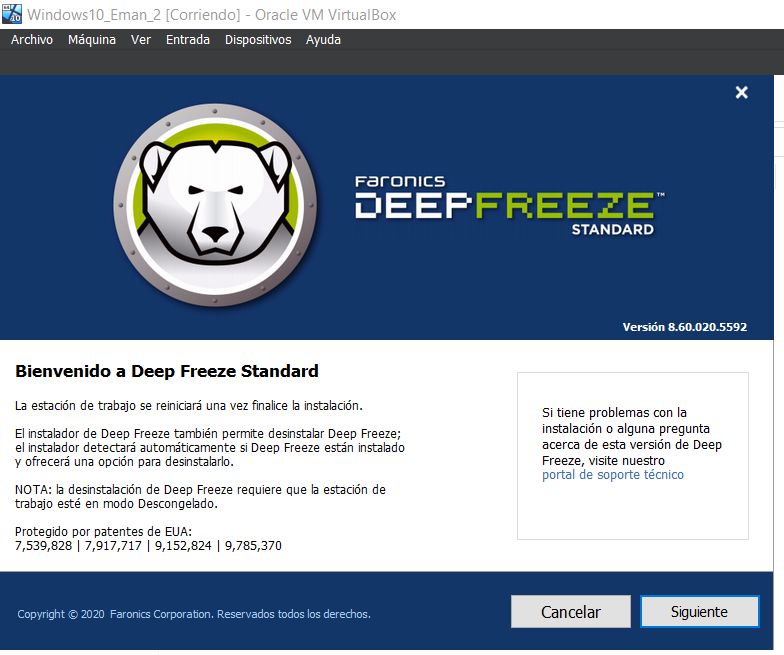 Windows10_Eman_2 [Corriendo] - Oracle VM VirtualBox
Archivo Máquina Ver Entrada Dispositivos Ayuda
FARONICS
DEEPFREEZE™
STANDARD
Versión 8.60.020.5592
Bienvenido a Deep Freeze Standard
La estación de trabajo se reiniciará una vez finalice la instalación.
El instalador de Deep Freeze también permite desinstalar Deep Freeze;
el instalador detectará automáticamente si Deep Freeze están instalado
y ofrecerá una opción para desinstalarlo.
NOTA: la desinstalación de Deep Freeze requiere que la estación de
trabajo esté en modo Descongelado.
Protegido por patentes de EUA:
7,539,828 | 7,917,717 | 9,152,824 | 9,785,370
Si tiene problemas con la
instalación o alguna pregunta
acerca de esta versión de Deep
Freeze, visite nuestro
portal de soporte técnico
Copyright © 2020 Faronics Corporation. Reservados todos los derechos.
Cancelar
Siguiente